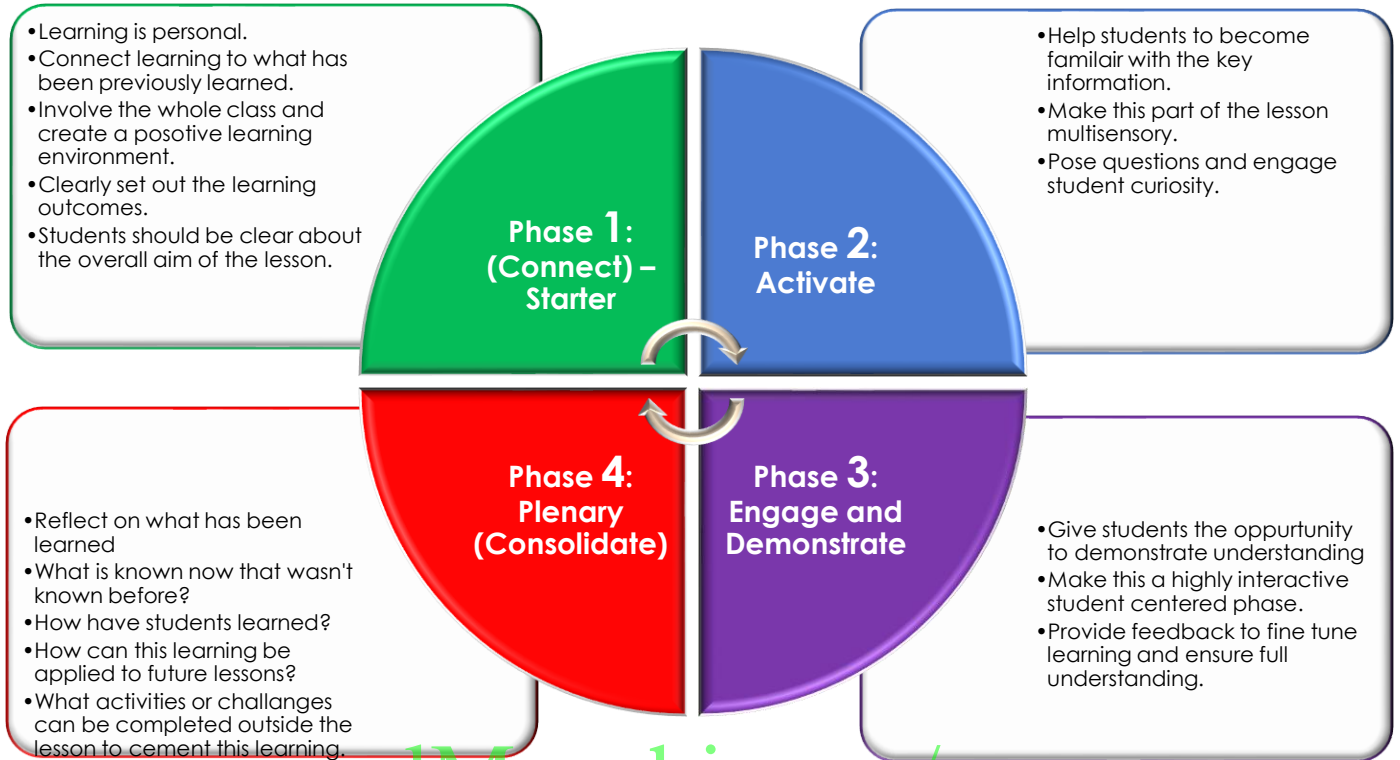 •Learning is personal.
•Connect learning to what has
been previously learned.
•Involve the whole class and
create a posotive learning
environment.
•Clearly set out the learning
outcomes.
•Students should be clear about
the overall aim of the lesson.
Phase 1:
(Connect) –
Starter
•Help students to become
familair with the key
information.
•Make this part of the lesson
multisensory.
•Pose questions and engage
student curiosity.
Phase 2:
Activate
•Give students the oppurtunity
to demonstrate understanding
•Make this a highly interactive
student centered phase.
•Provide feedback to fine tune
learning and ensure full
understanding.
Phase 3:
Engage and
Demonstrate
•Reflect on what has been
learned
•What is known now that wasn't
known before?
•How have students learned?
•How can this learning be
applied to future lessons?
•What activities or challanges
can be completed outside the
lesson to cement this learning.
Phase 4:
Plenary
(Consolidate)